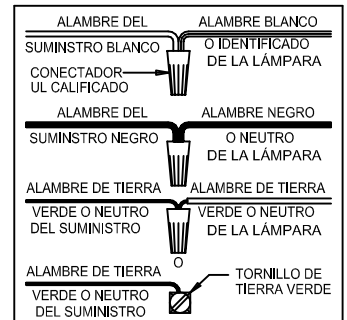 ALAMBRE DEL
SUMINSTRO BLANCO
ALAMBRE BLANCO
O IDENTIFICADO
DE LA LÁMPARA
CONECTADOR
UL CALIFICADO
ALAMBRE DEL
SUMINSTRO NEGRO
ALAMBRE NEGRO
O NEUTRO
DE LA LÁMPARA
ALAMBRE DE TIERRA
VERDE O NEUTRO
DEL SUMINISTRO
ALAMBRE DE TIERRA
VERDE O NEUTRO
DE LA LÁMPARA
O
ALAMBRE DE TIERRA
VERDE O NEUTRO
DEL SUMINISTRO
TORNILLO DE
TIERRA VERDE